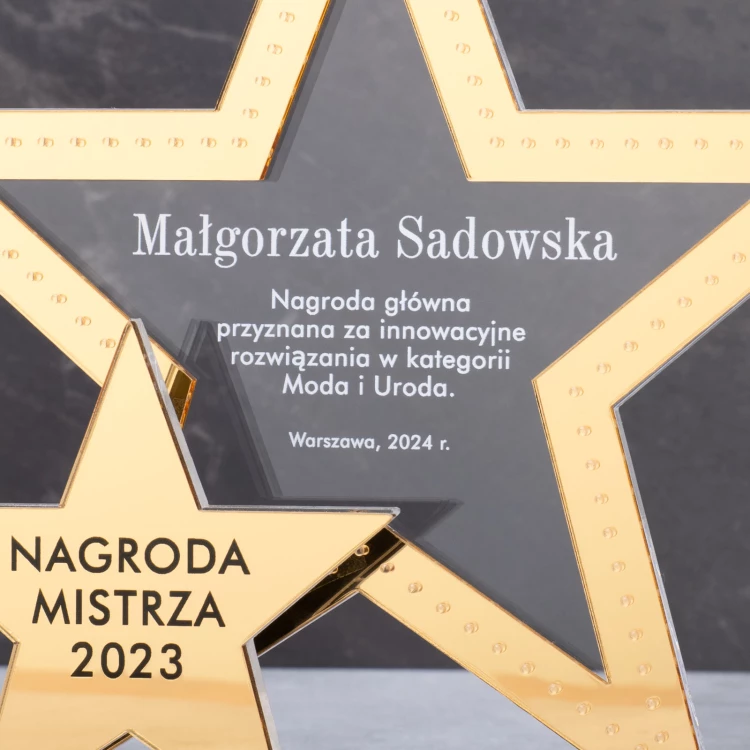 Małgorzata Sadowska
Nagroda główna
przyznana za innowacyjne
rozwiązania w kategorii
Moda i Uroda.
Warszawa, 2024 r.
NAGRODA
MISTRZA
2023